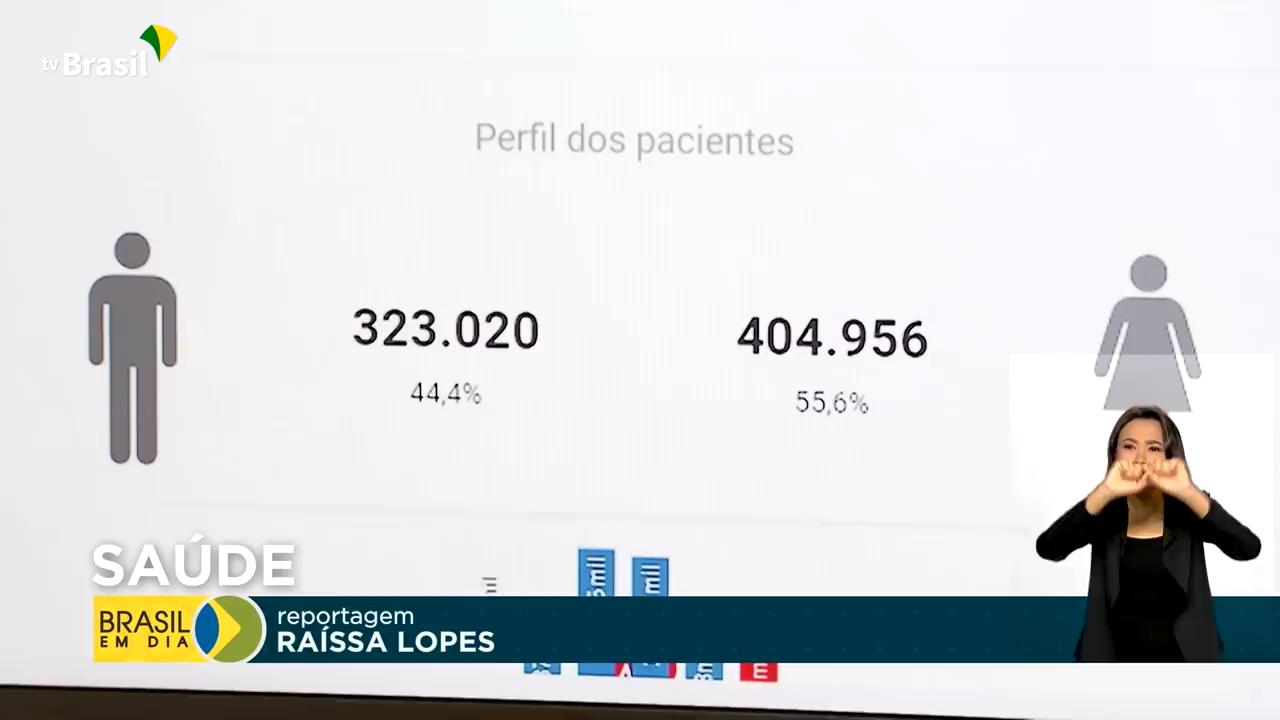 tv Brasil
Perfil dos pacientes
323.020
404.956
44,4%
55,6%
mil
SAÚDE
BRASIL
EM DIA
reportagem
RAÍSSA LOPES